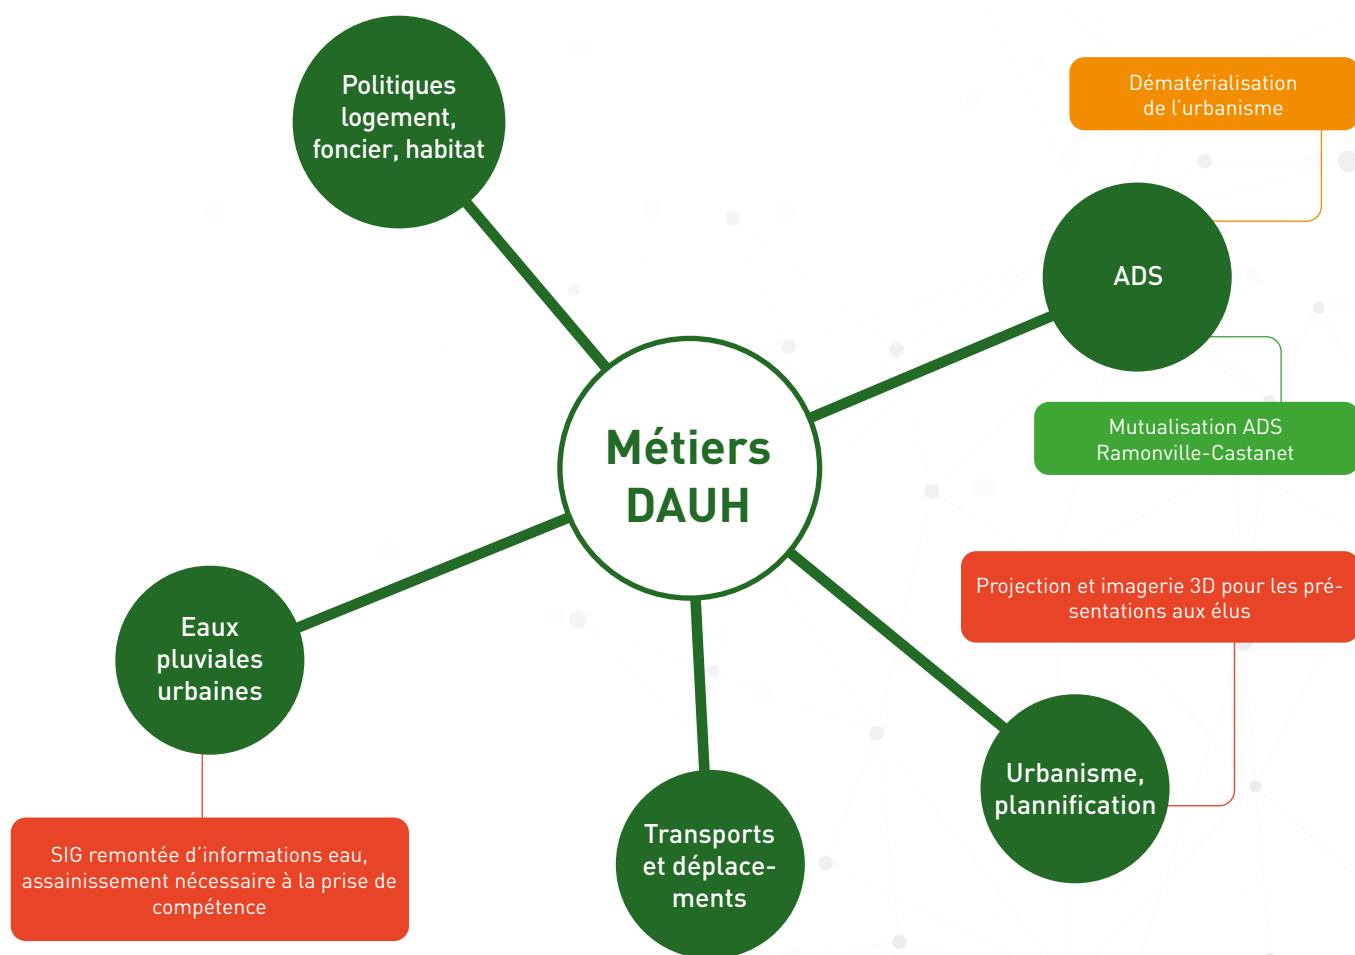 Politiques
logement,
foncier, habitat
Dématérialisation
de l'urbanisme
ADS
Mutualisation ADS
Ramonville-Castanet
Métiers
DAUH
Projection et imagerie 3D pour les pré-
sentations aux élus
Eaux
pluviales
urbaines
Urbanisme,
plannification
Transports
et déplace-
ments
SIG remontée d'informations eau,
assainissement nécessaire à la prise de
compétence